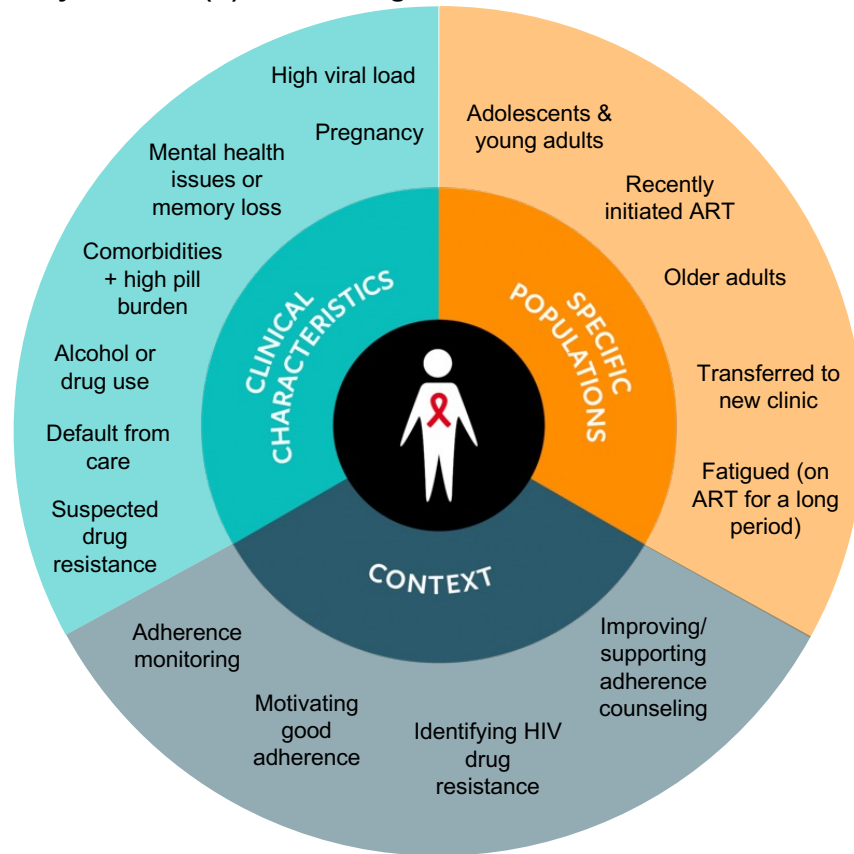 High viral load
Pregnancy
Mental health
issues or
memory loss
Comorbidities
+ high pill
burden
Alcohol or
drug use
Default from
care
Suspected
drug
resistance
CLINICAL
CHARACTERISTICS
Adolescents &
young adults
Recently
initiated ART
Older adults
Transferred to
new clinic
Fatigued (on
ART for a long
period)
SPECIFIC
POPULATIONS
CONTEXT
Adherence
monitoring
Motivating
good
adherence
Identifying HIV
drug
resistance
Improving/
supporting
adherence
counseling